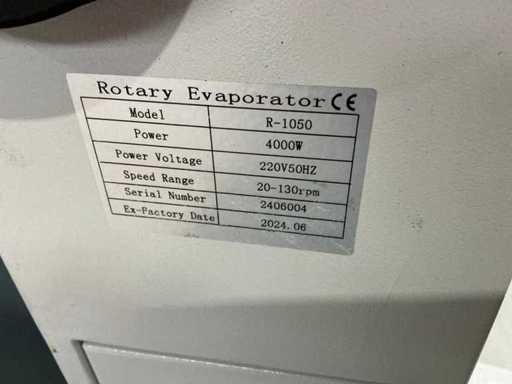 Rotary Evaporator CE
Model R-1050
Power 4000W
Power Voltage 220V50HZ
Speed Range 20-130rpm
Serial Number 2406004
Ex-Factory Date 2024.06